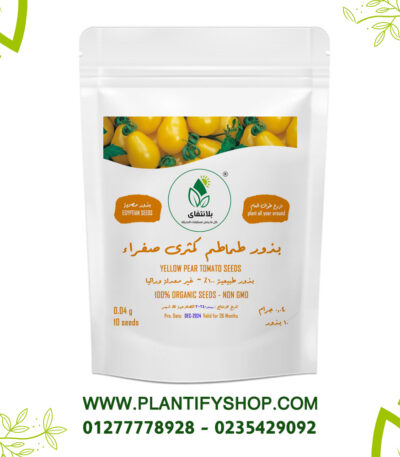 ®
بلانتفاي
بذور مصرية
EGYPTIAN SEEDS
تزرع طوال العام
plant all year around
بذور طماطم كمثرى صفراء
YELLOW PEAR TOMATO SEEDS
بذور طبيعية ١٠٠٪ - غير معدلة وراثيا
100% ORGANIC SEEDS - NON GMO
0.04 g
10 seeds
٠.٠٤ جرام
١٠ بذور
Pro. Date: DEC-2024 Valid for 26 Months
WWW.PLANTIFYSHOP.COM
01277778928 - 0235429092